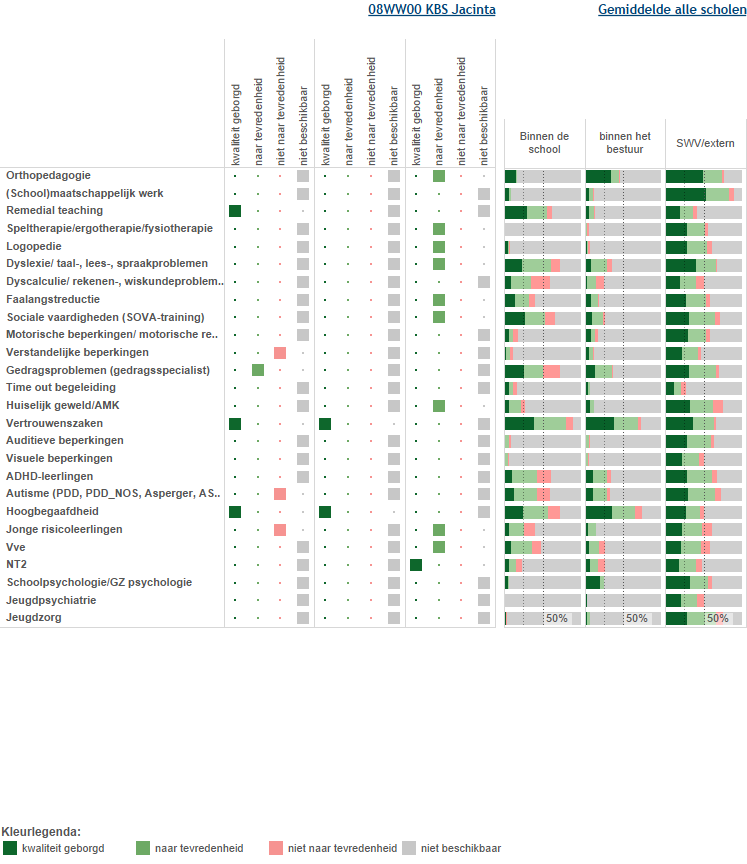 08WW00 KBS Jacinta
Gemiddelde alle scholen
kwaliteit geborgd
naar tevredenheid
niet naar tevredenheid
niet beschikbaar
kwaliteit geborgd
naar tevredenheid
niet naar tevredenheid
niet beschikbaar
kwaliteit geborgd
naar tevredenheid
niet naar tevredenheid
niet beschikbaar
Binnen de
school
binnen het
bestuur
SWV/extern
Orthopedagogie
(School)maatschappelijk werk
Remedial teaching
Speltherapie/ergotherapie/fysiotherapie
Logopedie
Dyslexie/ taal-, lees-, spraakproblemen
Dyscalculie/ rekenen-, wiskundeproblem..
Faalangstreductie
Sociale vaardigheden (SOVA-training)
Motorische beperkingen/ motorische re..
Verstandelijke beperkingen
Gedragsproblemen (gedragsspecialist)
Time out begeleiding
Huiselijk geweld/AMK
Vertrouwenszaken
Auditieve beperkingen
Visuele beperkingen
ADHD-leerlingen
Autisme (PDD, PDD_NOS, Asperger, AS..
Hoogbegaafdheid
Jonge risicoleerlingen
Vve
NT2
Schoolpsychologie/GZ psychologie
Jeugdpsychiatrie
Jeugdzorg
50%
50%
50%
Kleurlegenda:
kwaliteit geborgd
naar tevredenheid
niet naar tevredenheid
niet beschikbaar